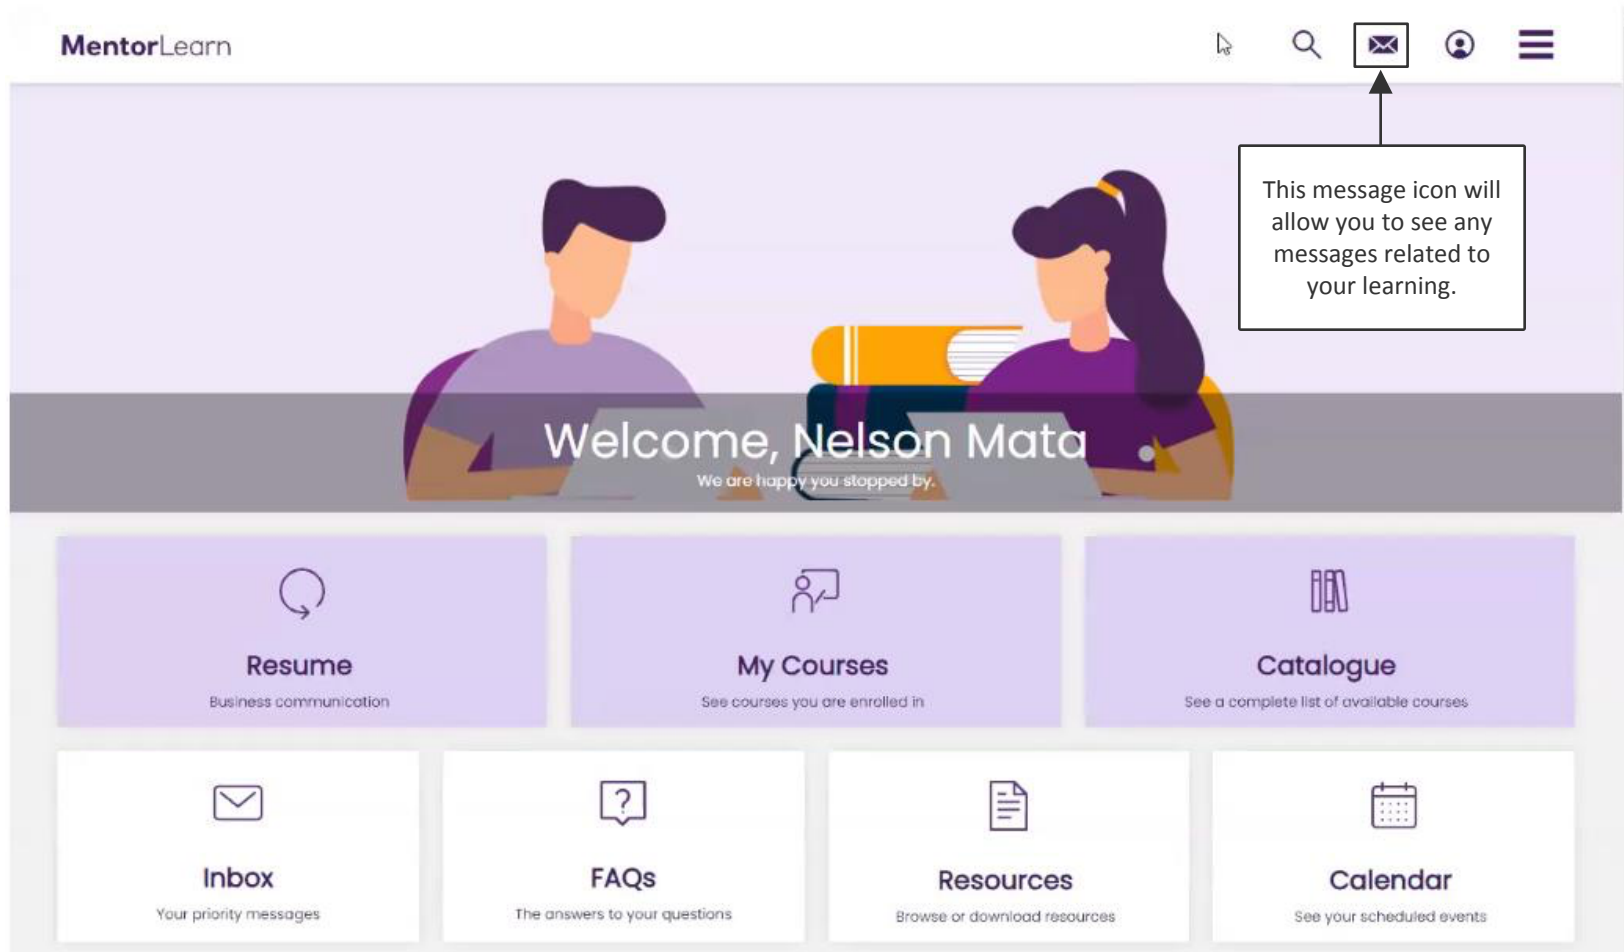 MentorLearn
This message icon will
allow you to see any
messages related to
your learning.
Welcome, Nelson Mata
We are happy you stopped by.
Resume
Business communication
My Courses
See courses you are enrolled in
Catalogue
See a complete list of available courses
Inbox
Your priority messages
FAQs
The answers to your questions
Resources
Browse or download resources
Calendar
See your scheduled events